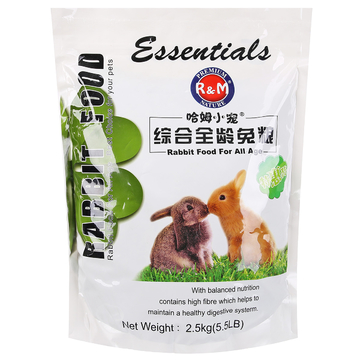 Essentials
PREMIUM
R&M
NATURE
哈姆小宠®
综合全龄兔粮
Rabbit Food For All Age
RABBIT FOOD
your pets
With balanced nutrition
contains high fibre which helps to
maintain a healthy digestive systerm.
Net Weight : 2.5kg(5.5LB)